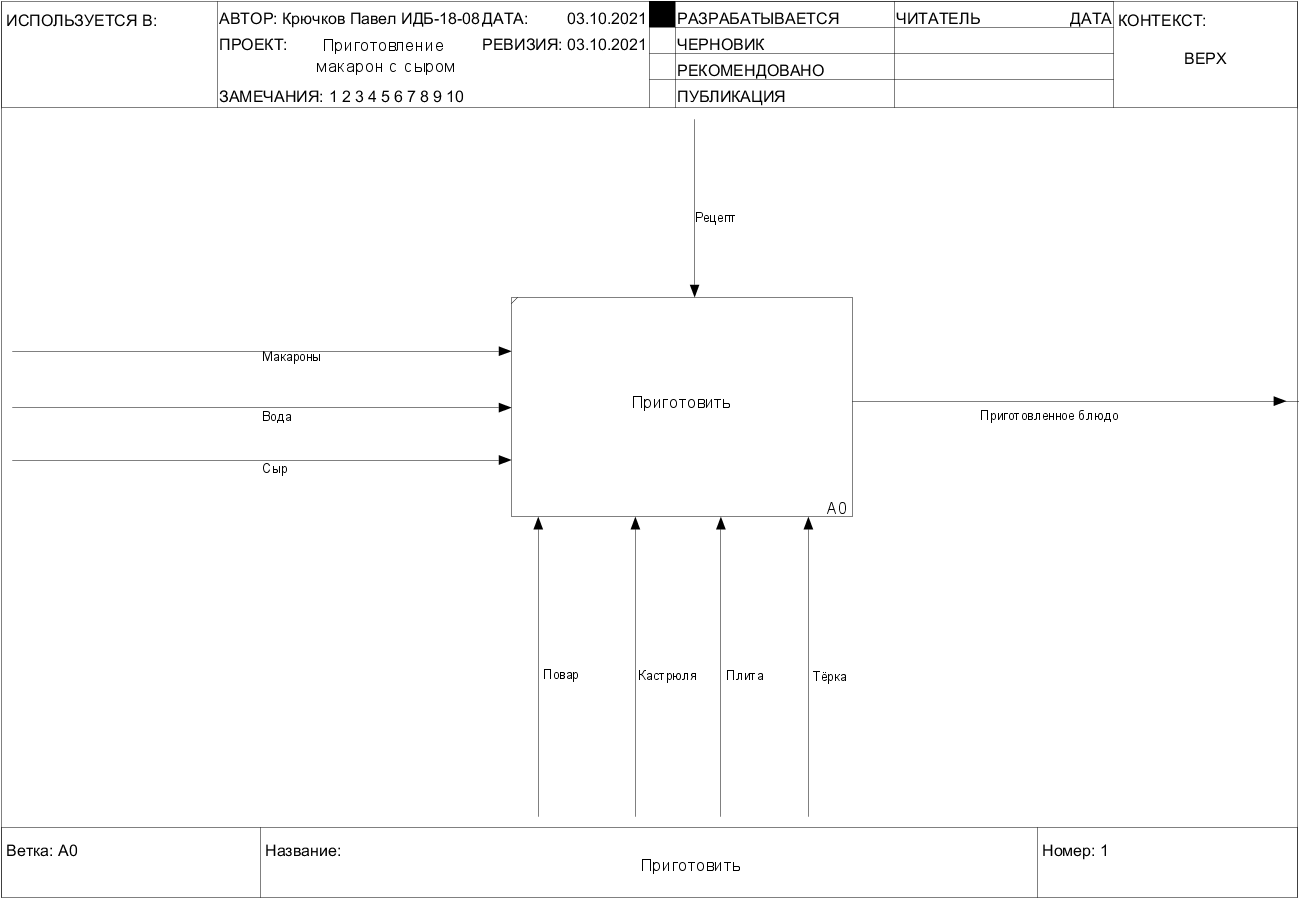 ИСПОЛЬЗУЕТСЯ В:
АВТОР: Крючков Павел ИДБ-18-08 ДАТА: 03.10.2021
ПРОЕКТ: Приготовление
макарон с сыром
РЕВИЗИЯ: 03.10.2021
ЗАМЕЧАНИЯ: 1 2 3 4 5 6 7 8 9 10
РАЗРАБАТЫВАЕТСЯ
ЧЕРНОВИК
РЕКОМЕНДОВАНО
ПУБЛИКАЦИЯ
ЧИТАТЕЛЬ ДАТА
КОНТЕКСТ:
ВЕРХ
Рецепт
Макароны
Вода
Сыр
Приготовить
A0
Приготовленное блюдо
Повар
Кастрюля
Плита
Тёрка
Ветка: A0
Название:
Приготовить
Номер: 1